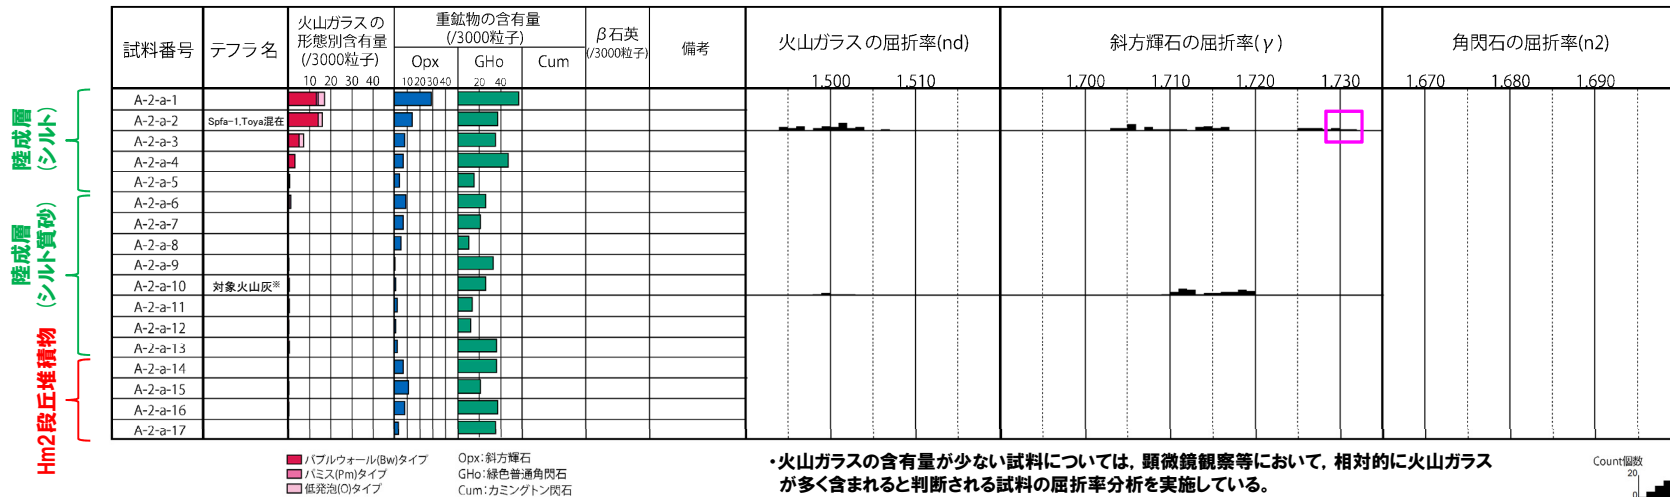 試料番号
テフラ名
火山ガラスの
形態別含有量
(/3000粒子)
10 20 30 40
重鉱物の含有量
(/3000粒子)
Opx
GHo
Cum
10 20 30 40
20 40
β石英
(/3000粒子)
備考
火山ガラスの屈折率(nd)
1.500 1.510
斜方輝石の屈折率(γ)
1.700 1.710 1.720 1.730
角閃石の屈折率(n2)
1.670 1.680 1.690
陸成層
(シルト)
陸成層
(シルト質砂)
Hm2段丘堆積物
A-2-a-1
A-2-a-2 Spfa-1,Toya混在
A-2-a-3
A-2-a-4
A-2-a-5
A-2-a-6
A-2-a-7
A-2-a-8
A-2-a-9
A-2-a-10 対象火山灰※
A-2-a-11
A-2-a-12
A-2-a-13
A-2-a-14
A-2-a-15
A-2-a-16
A-2-a-17
バブルウォール(Bw)タイプ
パミス(Pm)タイプ
低発泡(O)タイプ
Opx:斜方輝石
GHo:緑色普通角閃石
Cum:カミングトン閃石
・火山ガラスの含有量が少ない試料については,顕微鏡観察等において,相対的に火山ガラス
が多く含まれると判断される試料の屈折率分析を実施している。
Count個数
20
0